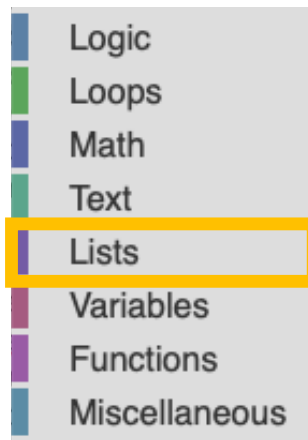 Logic
Loops
Math
Text
Lists
Variables
Functions
Miscellaneous